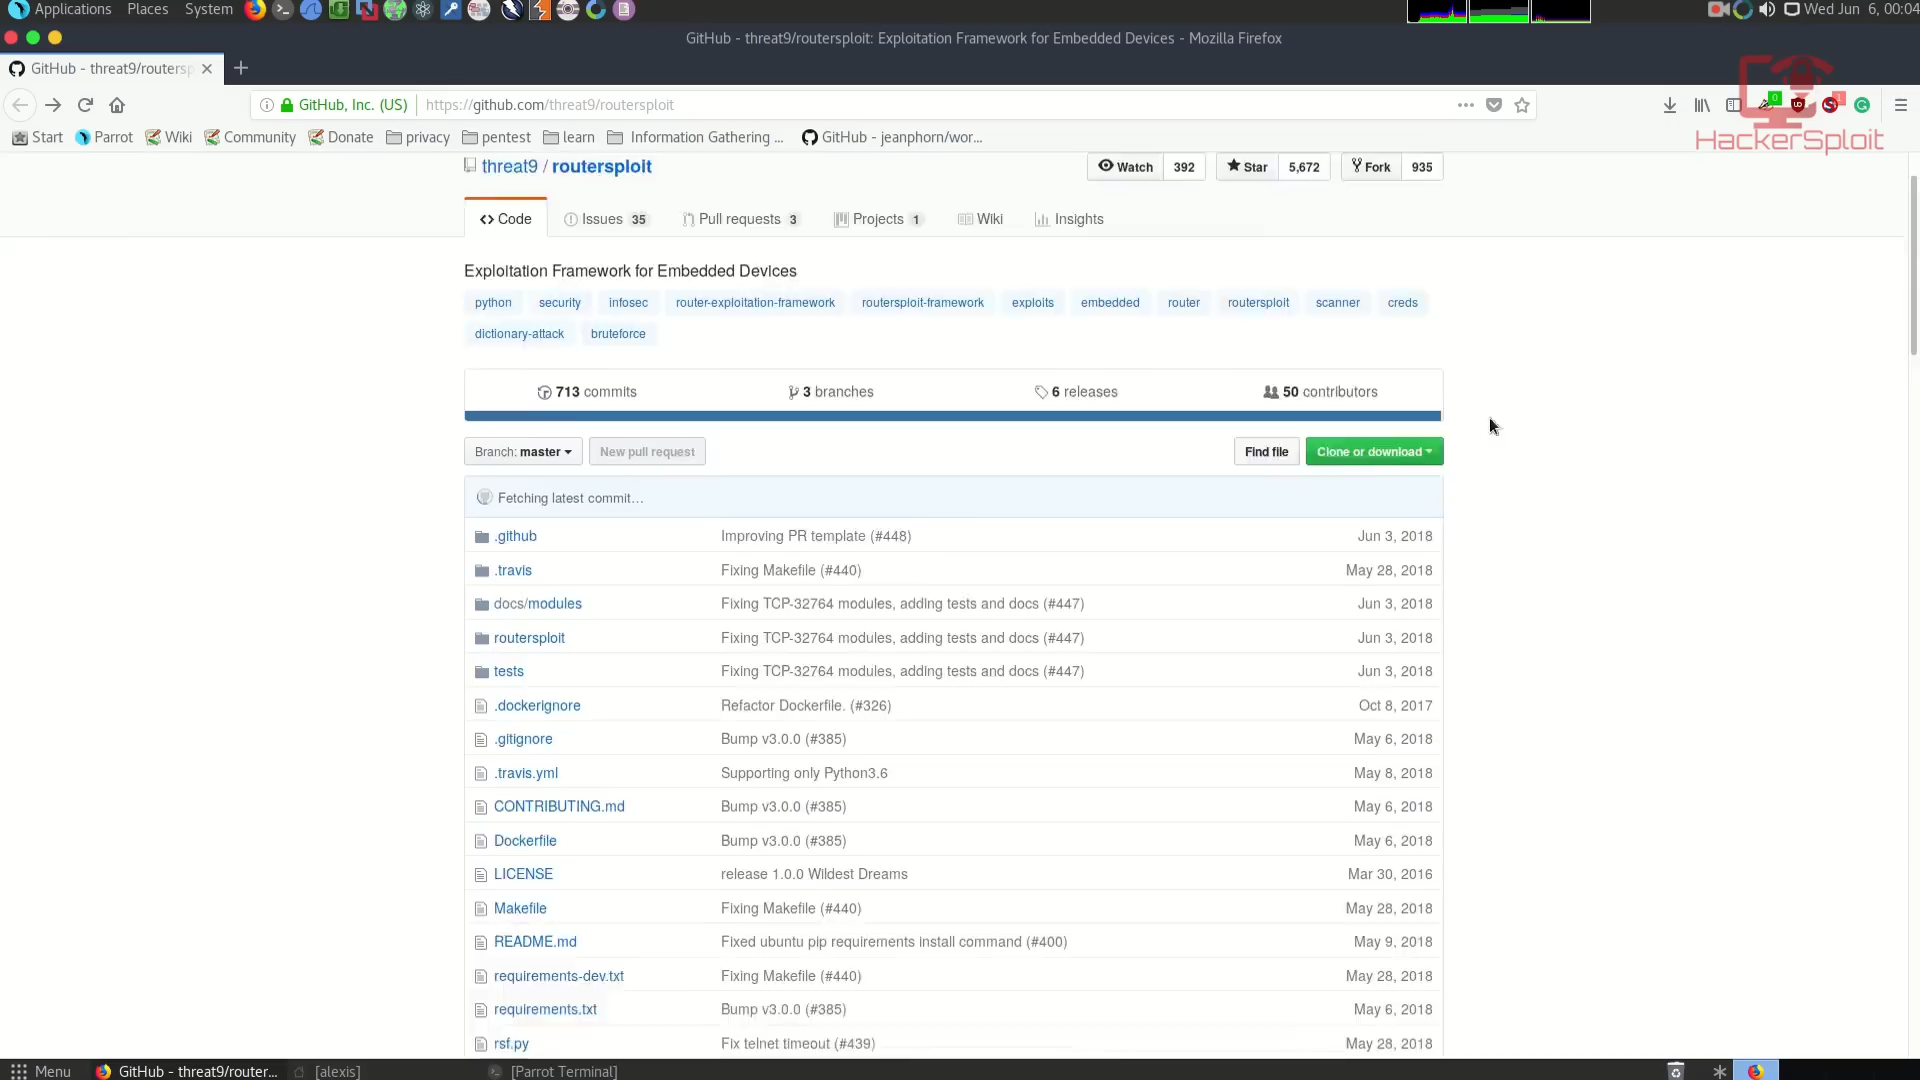 Applications Places System Wed Jun 6, 00:04
GitHub - threat9/routersploit: Exploitation Framework for Embedded Devices - Mozilla Firefox
GitHub - threat9/routersp
GitHub, Inc. (US) https://github.com/threat9/routersploit
Start Parrot Wiki Community Donate privacy pentest learn Information Gathering ... GitHub - jeanphorn/wor...
HackerSploit
threat9 / routersploit Watch 392 Star 5,672 Fork 935
Code Issues 35 Pull requests 3 Projects 1 Wiki Insights
Exploitation Framework for Embedded Devices
python security infosec router-exploitation-framework routersploit-framework exploits embedded router routersploit scanner creds
dictionary-attack bruteforce
713 commits 3 branches 6 releases 50 contributors
Branch: master New pull request Find file Clone or download
Fetching latest commit…
.github Improving PR template (#448) Jun 3, 2018
.travis Fixing Makefile (#440) May 28, 2018
docs/modules Fixing TCP-32764 modules, adding tests and docs (#447) Jun 3, 2018
routersploit Fixing TCP-32764 modules, adding tests and docs (#447) Jun 3, 2018
tests Fixing TCP-32764 modules, adding tests and docs (#447) Jun 3, 2018
.dockerignore Refactor Dockerfile. (#326) Oct 8, 2017
.gitignore Bump v3.0.0 (#385) May 6, 2018
.travis.yml Supporting only Python3.6 May 8, 2018
CONTRIBUTING.md Bump v3.0.0 (#385) May 6, 2018
Dockerfile Bump v3.0.0 (#385) May 6, 2018
LICENSE release 1.0.0 Wildest Dreams Mar 30, 2016
Makefile Fixing Makefile (#440) May 28, 2018
README.md Fixed ubuntu pip requirements install command (#400) May 9, 2018
requirements-dev.txt Fixing Makefile (#440) May 28, 2018
requirements.txt Bump v3.0.0 (#385) May 6, 2018
rsf.py Fix telnet timeout (#439) May 28, 2018
Menu GitHub - threat9/router... [alexis] [Parrot Terminal]